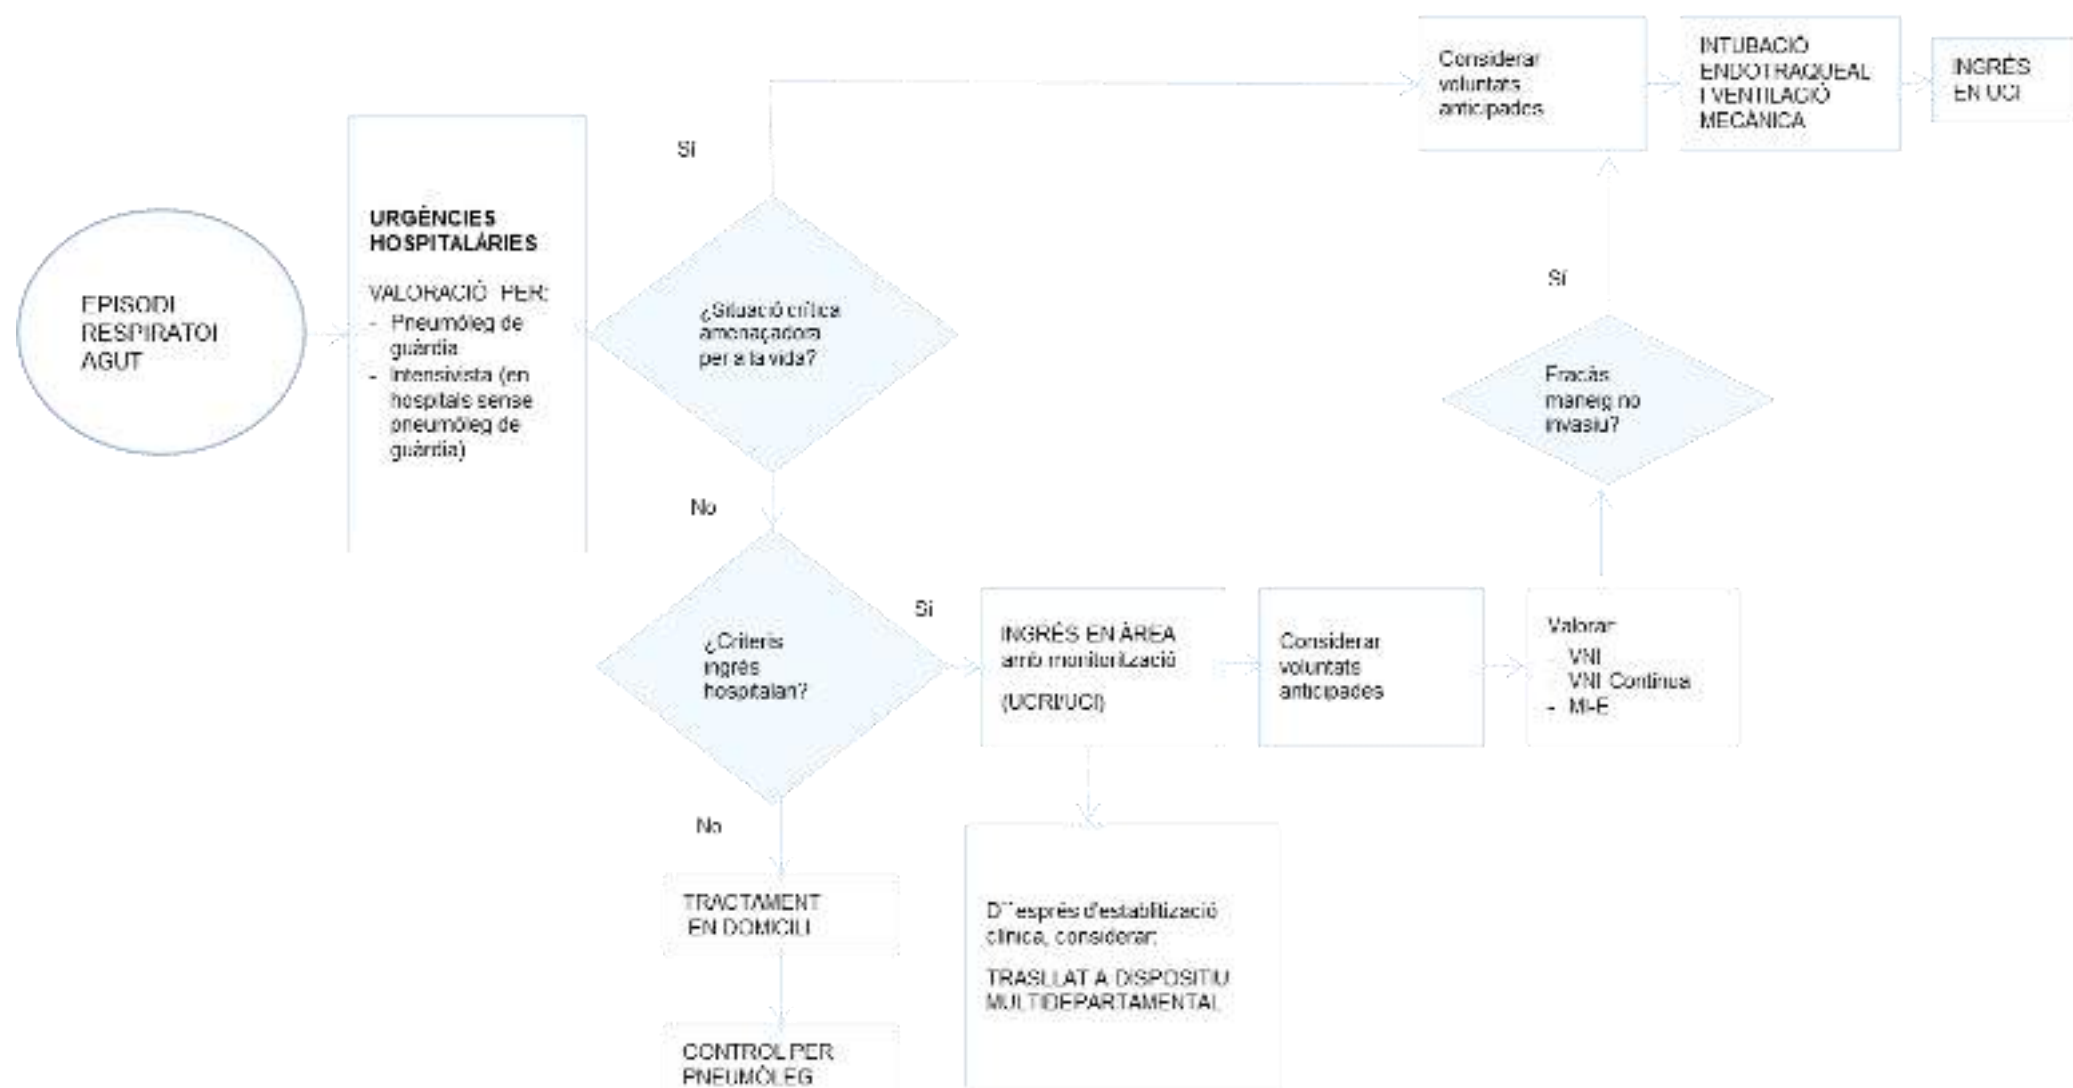 EPISODI
RESPIRATOI
AGUT
URGÈNCIES
HOSPITALÀRIES
VALORACIÓ PER:
- Pneumòleg de
guàrdia
- Intensivista (en
hospitals sense
pneumòleg de
guàrdia)
Sí
¿Situació crítica
amenaçadora
per a la vida?
No
¿Criteris
ingrés
hospitalari?
Sí
No
TRACTAMENT
EN DOMICILI
CONTROL PER
PNEUMÒLEG
INGRÉS EN ÀREA
amb monitorització
(UCRI/UCI)
D``esprés d'establitizació
clínica, considerar:
TRASLLAT A DISPOSITIU
MULTIDEPARTAMENTAL
Considerar
voluntats
anticipades
Valorar:
- VNI
- VNI Contínua
- MI-E
Fracàs
maneig no
invasiu?
Sí
Considerar
voluntats
anticipades
INTUBACIÓ
ENDOTRAQUEAL
I VENTILACIÓ
MECÀNICA
INGRÉS
EN UCI